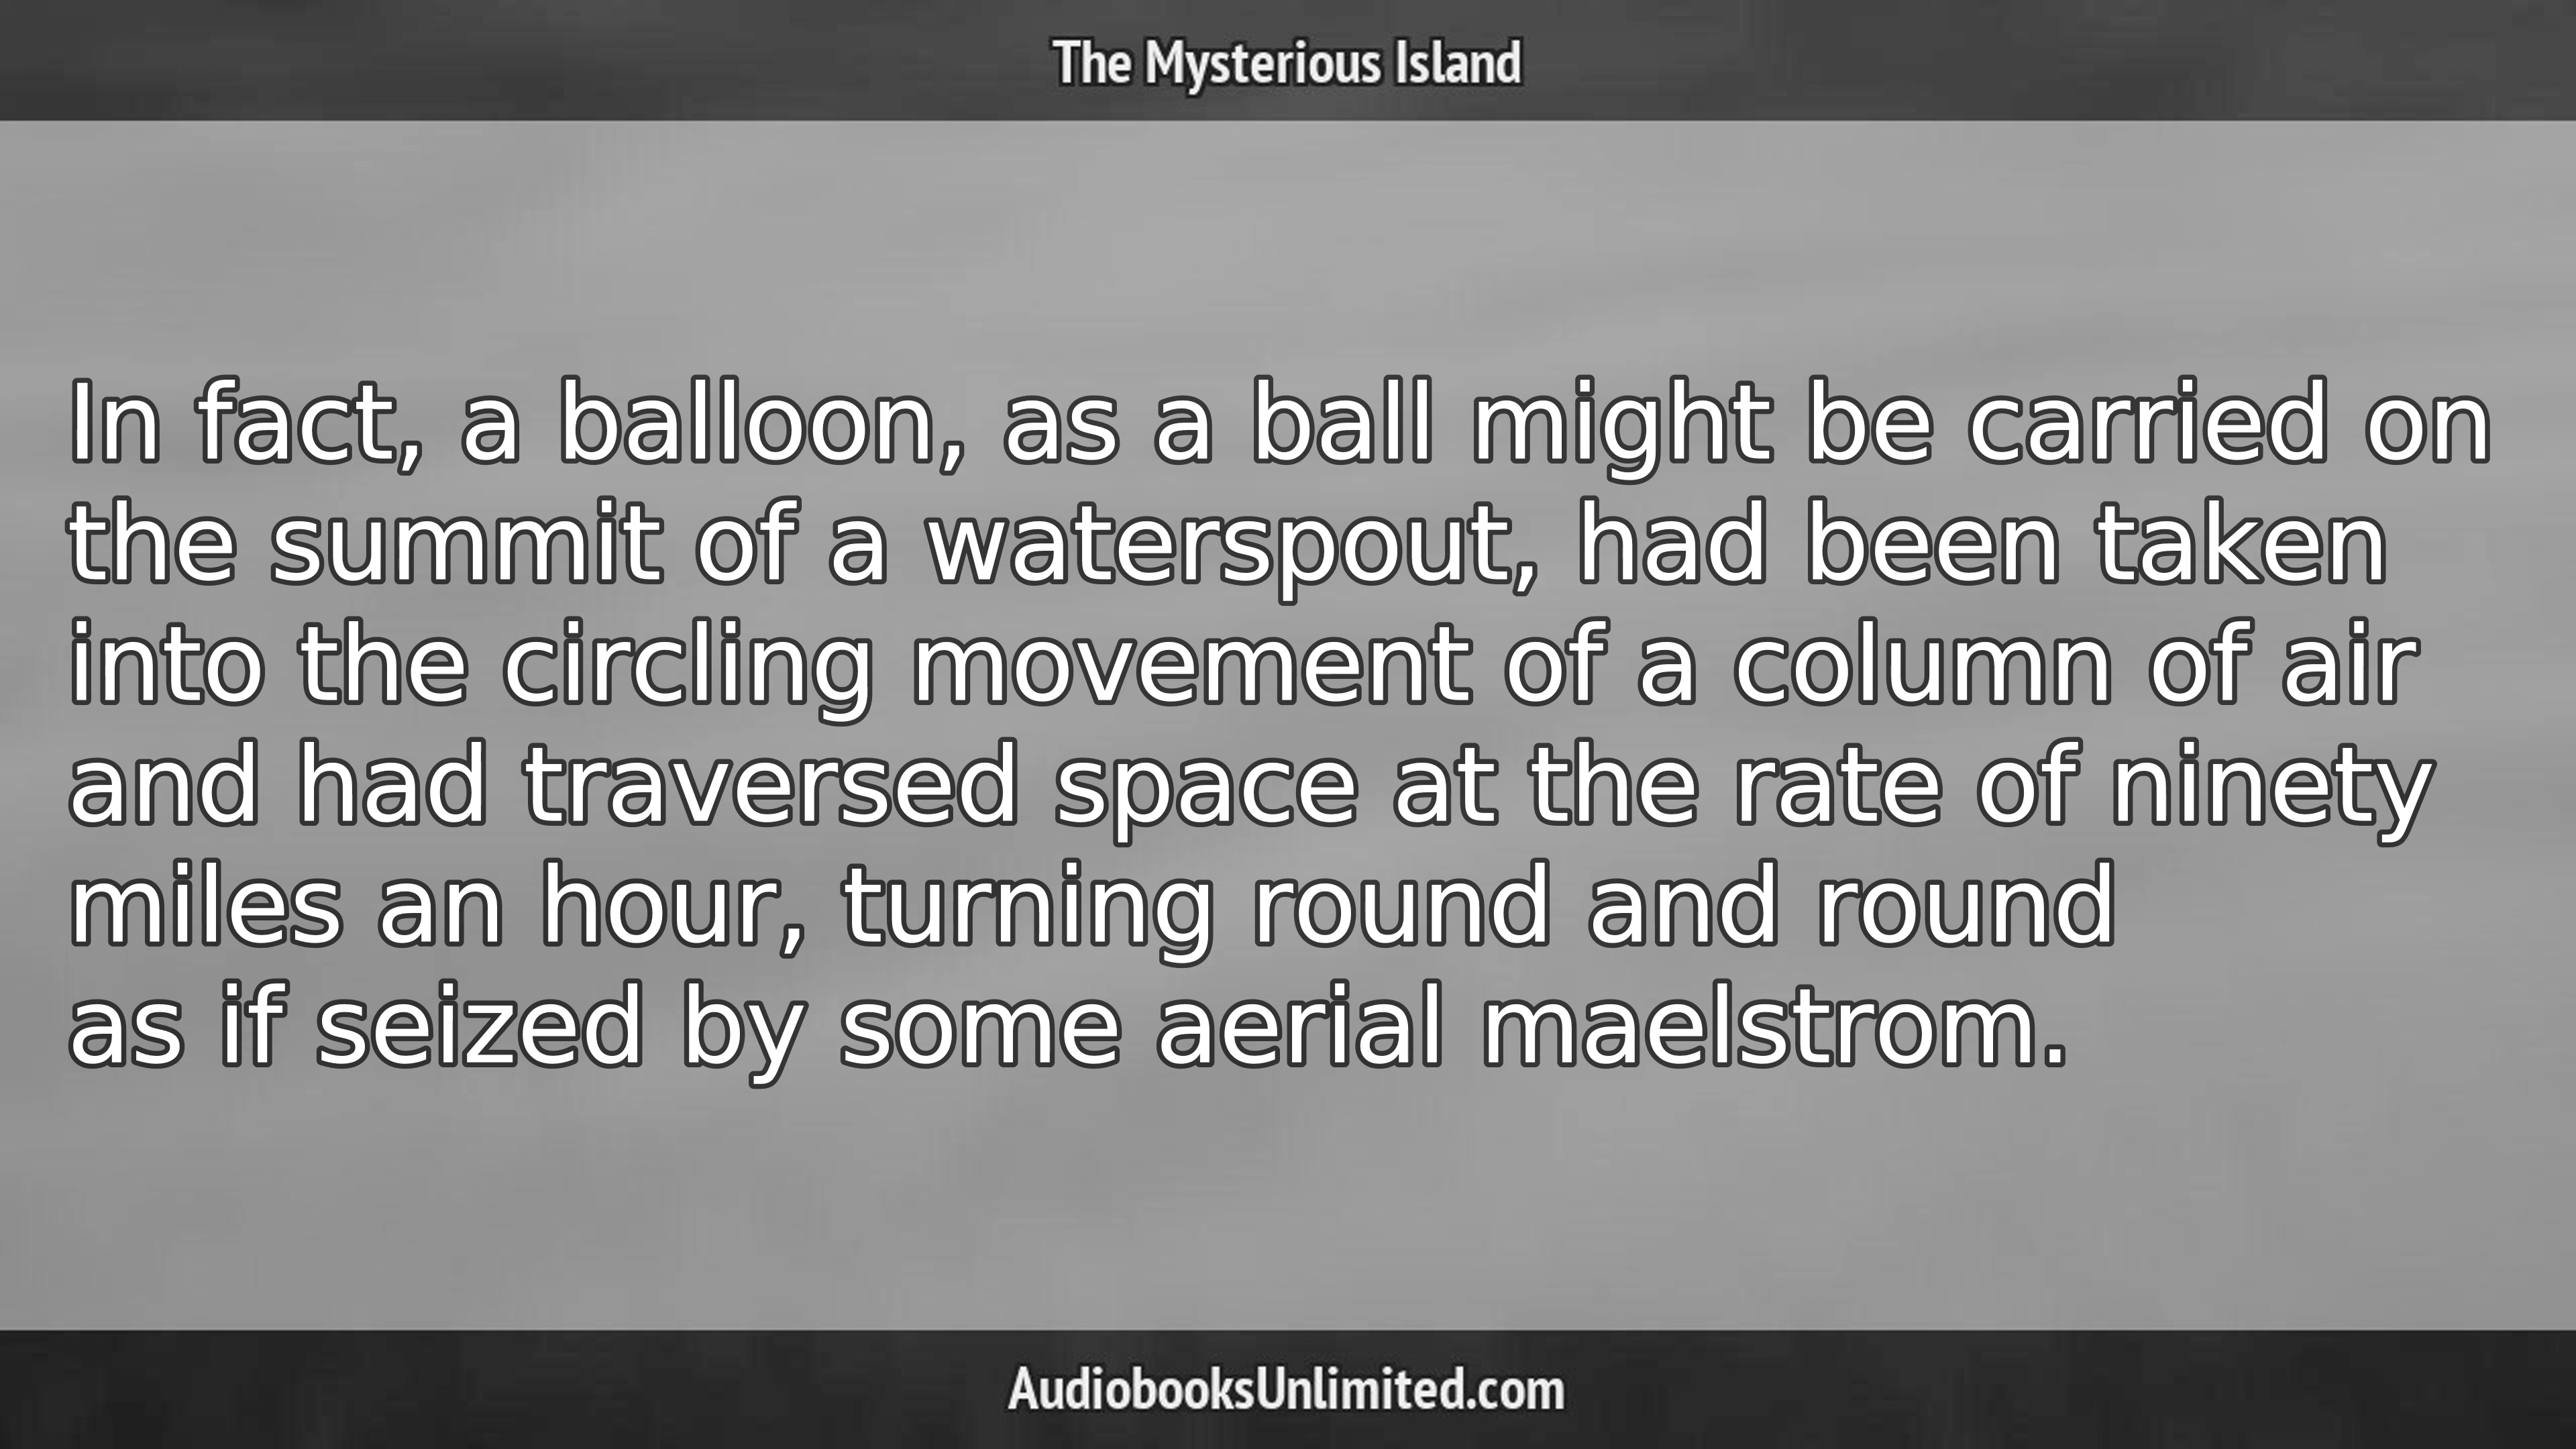 The Mysterious Island
In fact, a balloon, as a ball might be carried on
the summit of a waterspout, had been taken
into the circling movement of a column of air
and had traversed space at the rate of ninety
miles an hour, turning round and round
as if seized by some aerial maelstrom.
AudiobooksUnlimited.com